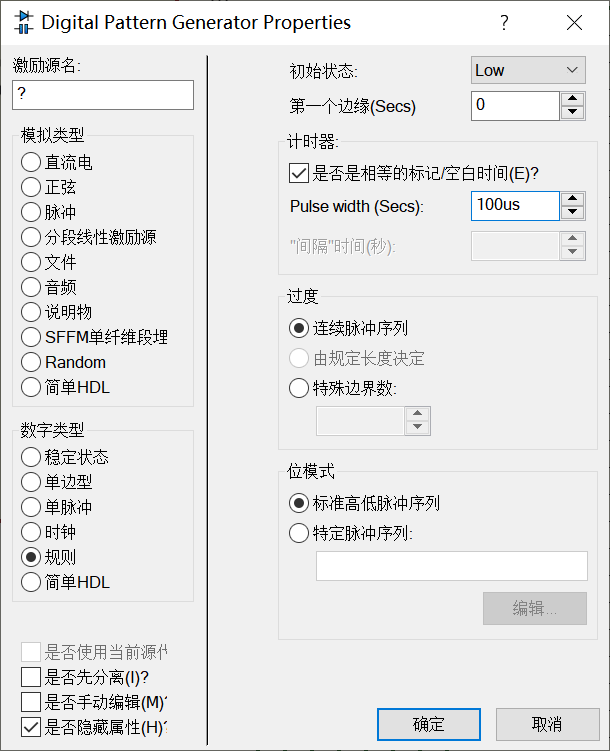 Digital Pattern Generator Properties
激励源名:
?
模拟类型
直流电
正弦
脉冲
分段线性激励源
文件
音频
说明物
SFFM单纤维段埋
Random
简单HDL
数字类型
稳定状态
单边型
单脉冲
时钟
规则
简单HDL
是否使用当前源
是否先分离(I)?
是否手动编辑(M)?
是否隐藏属性(H)?
初始状态:
Low
第一个边缘(Secs)
0
计时器:
是否是相等的标记/空白时间(E)?
Pulse width (Secs):
100us
"间隔"时间(秒):
过度
连续脉冲序列
由规定长度决定
特殊边界数:
位模式
标准高低脉冲序列
特定脉冲序列:
编辑...
确定
取消